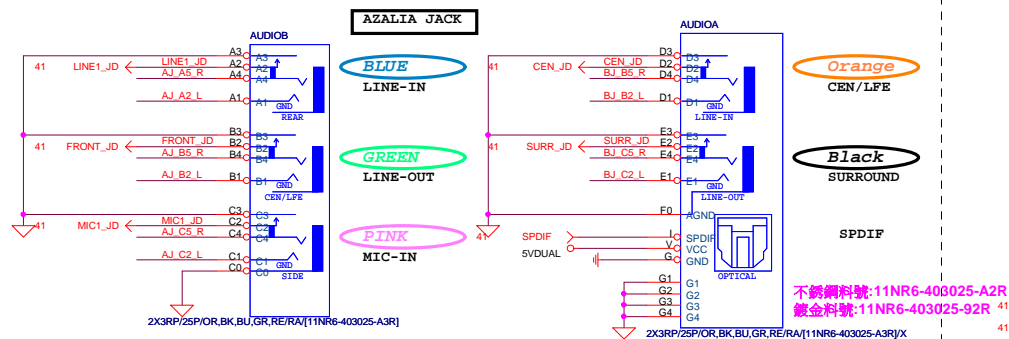 AZALIA JACK
AUDIOB
A3 A3
41 LINE1_JD LINE1_JD A2 A2
AJ_A5_R A4 A4
AJ_A2_L A1 A1
GND
REAR
BLUE
LINE-IN
B3 B3
41 FRONT_JD FRONT_JD B2 B2
AJ_B5_R B4 B4
AJ_B2_L B1 B1
GND
CEN/LFE
GREEN
LINE-OUT
C3 C3
41 MIC1_JD MIC1_JD C2 C2
AJ_C5_R C4 C4
AJ_C2_L C1 C1
GND
C0 C0
SIDE
PINK
MIC-IN
2X3RP/25P/OR,BK,BU,GR,RE/RA/[11NR6-403025-A3R]
AUDIOA
D3 D3
41 CEN_JD CEN_JD D2 D2
BJ_B5_R D4 D4
BJ_B2_L D1 D1
GND
LINE-IN
Orange
CEN/LFE
E3 E3
41 SURR_JD SURR_JD E2 E2
BJ_C5_R E4 E4
BJ_C2_L E1 E1
GND
LINE-OUT
Black
SURROUND
F0 AGND
41 SPDIF I SPDIF
5VDUAL V VCC
G GND
OPTICAL
SPDIF
G1 G1
G2 G2
G3 G3
G4 G4
2X3RP/25P/OR,BK,BU,GR,RE/RA/[11NR6-403025-A3R]/X
不銹鋼料號:11NR6-403025-A2R
鍍金料號:11NR6-403025-92R
41
41